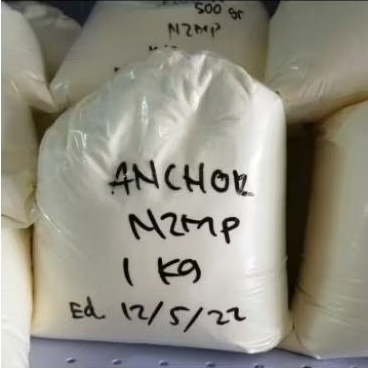 500 gr
NZMP
ANCHOR
NZMP
1 KG
Ed 12/5/22